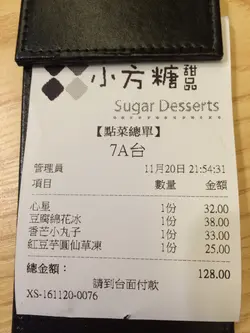 小方糖 甜品
Sugar Desserts
【點菜總單】
7A台
管理員 11月20日 21:54:31
項目 數量 金額
心星 1份 32.00
豆腐綿花冰 1份 38.00
香芒小丸子 1份 33.00
紅豆芋圓仙草凍 1份 25.00
總金額： 128.00
請到台面付款
XS-161120-0076